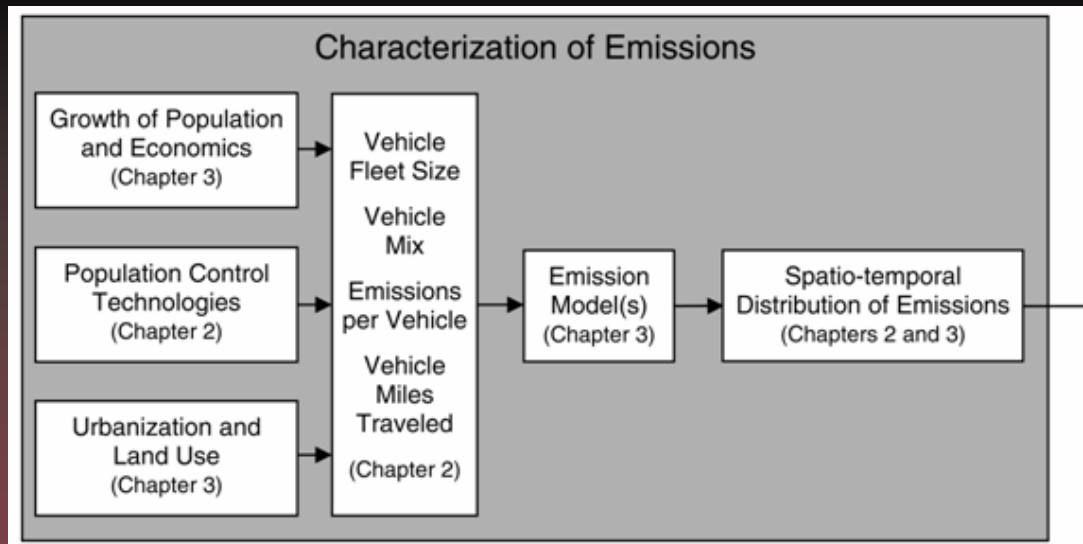 Characterization of Emissions
Growth of Population
and Economics
(Chapter 3)
Population Control
Technologies
(Chapter 2)
Urbanization and
Land Use
(Chapter 3)
Vehicle
Fleet Size
Vehicle
Mix
Emissions
per Vehicle
Vehicle
Miles
Traveled
(Chapter 2)
Emission
Model(s)
(Chapter 3)
Spatio-temporal
Distribution of Emissions
(Chapters 2 and 3)